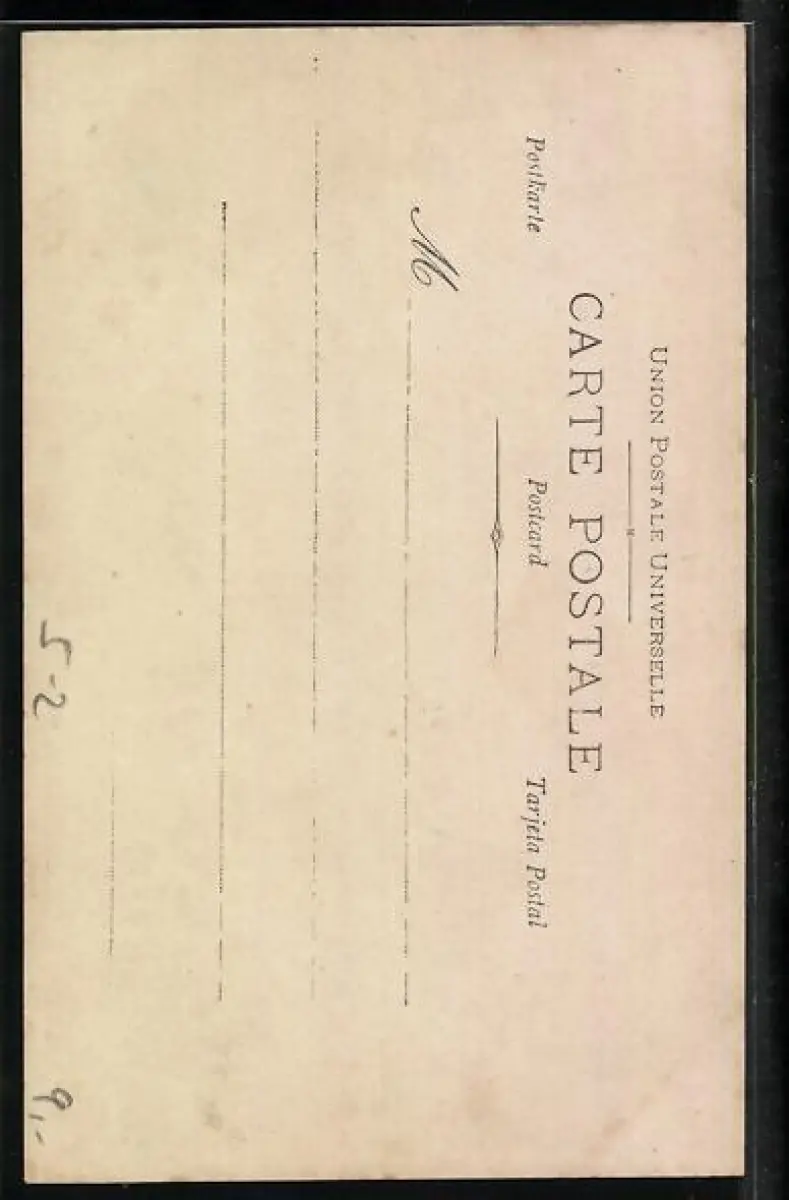 UNION POSTALE UNIVERSELLE
CARTE POSTALE
Postkarte Postcard Tarjeta Postal
M
5-2
9,-